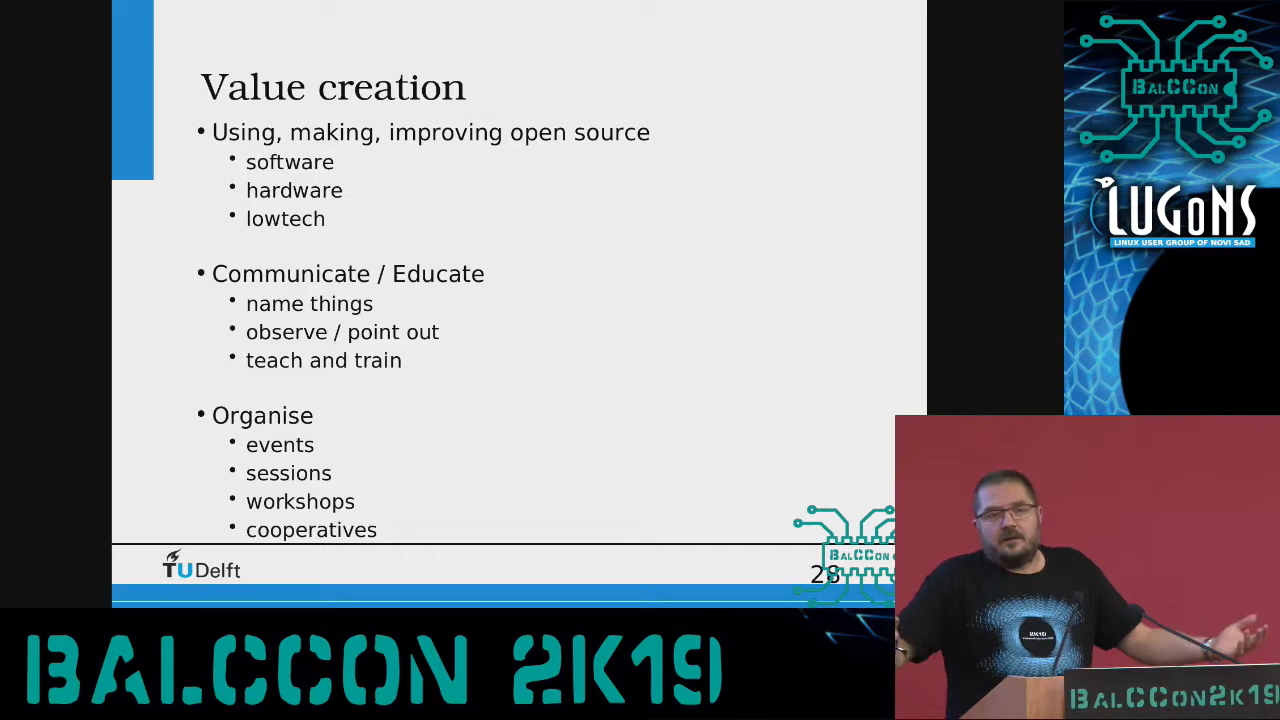 Value creation
• Using, making, improving open source
• software
• hardware
• lowtech
• Communicate / Educate
• name things
• observe / point out
• teach and train
• Organise
• events
• sessions
• workshops
• cooperatives
TUDelft
28
BALCCON
BALCCON
LUGoNS
LINUX USER GROUP OF NOVI SAD
2K19
BALCCON2K19
BALCCON 2K19